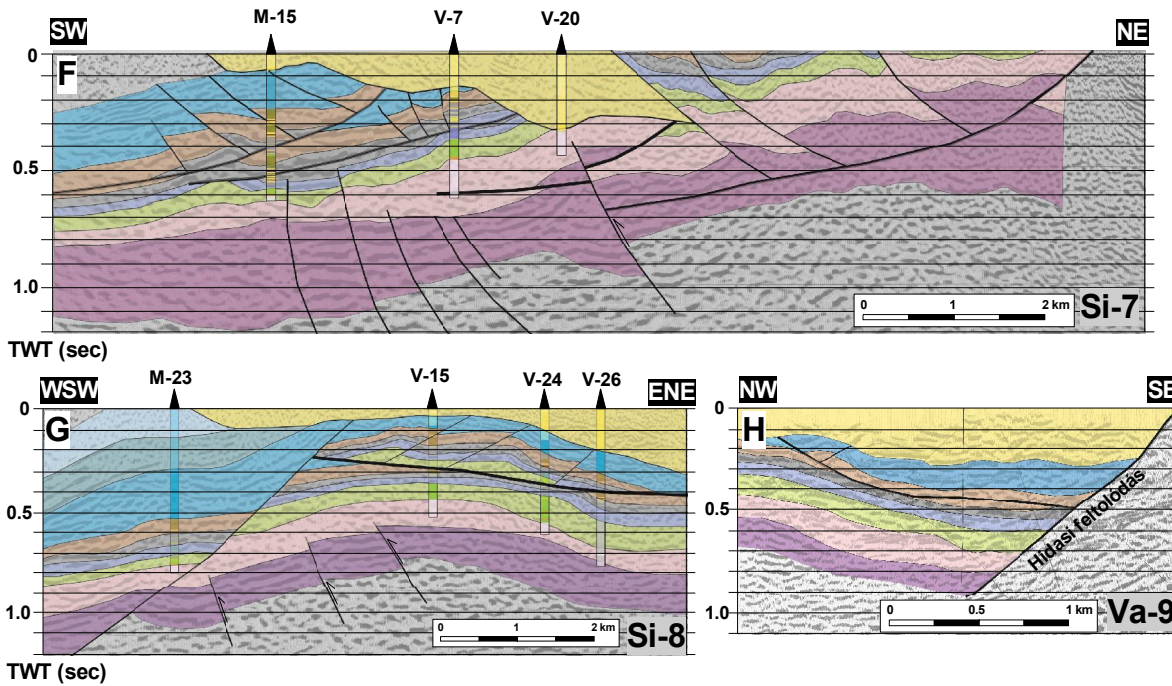 M-15 V-7 V-20
SW NE
F
0
0.5
1.0
0 1 2 km
Si-7
TWT (sec)
M-23 V-15 V-24 V-26
WSW ENE
G
0
0.5
1.0
0 1 2 km
Si-8
TWT (sec)
NW SE
H
0
0.5
1.0
Hidasi feltolódás
0 0.5 1 km
Va-9